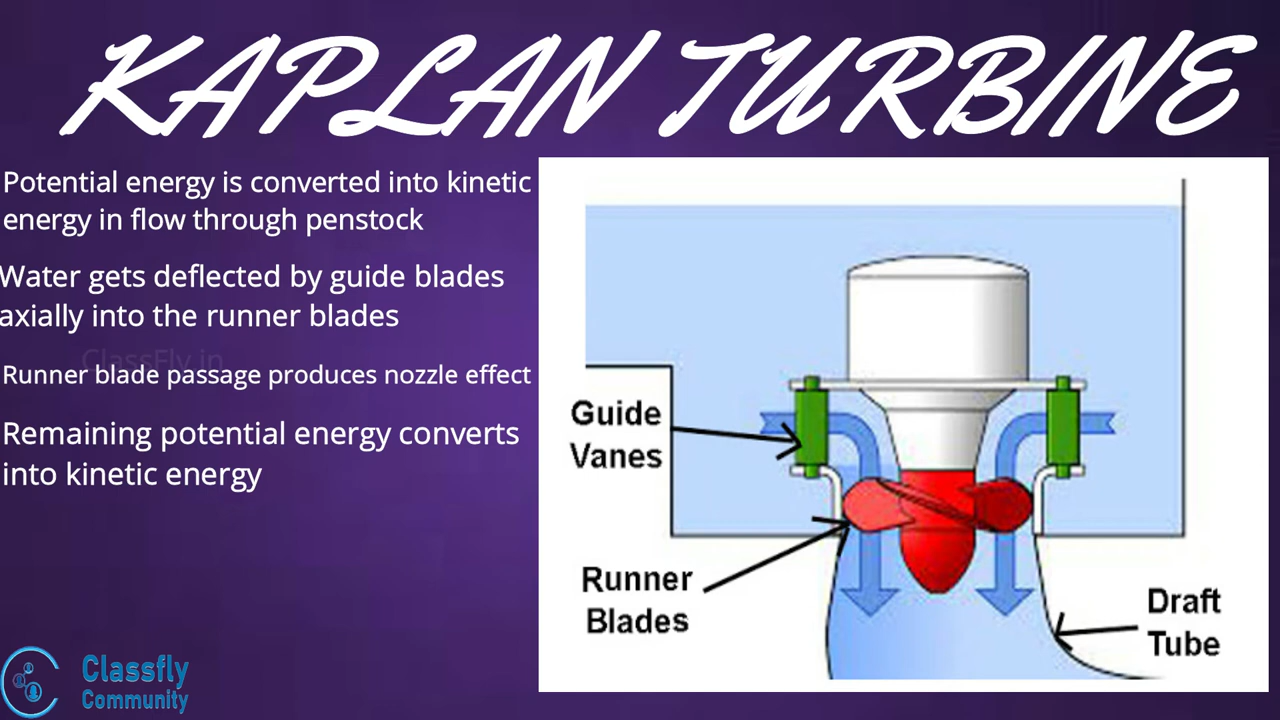 KAPLAN TURBINE
Potential energy is converted into kinetic
energy in flow through penstock
Water gets deflected by guide blades
axially into the runner blades
ClassFly.in
Runner blade passage produces nozzle effect
Remaining potential energy converts
into kinetic energy
Guide
Vanes
Runner
Blades
Draft
Tube
Classfly
Community